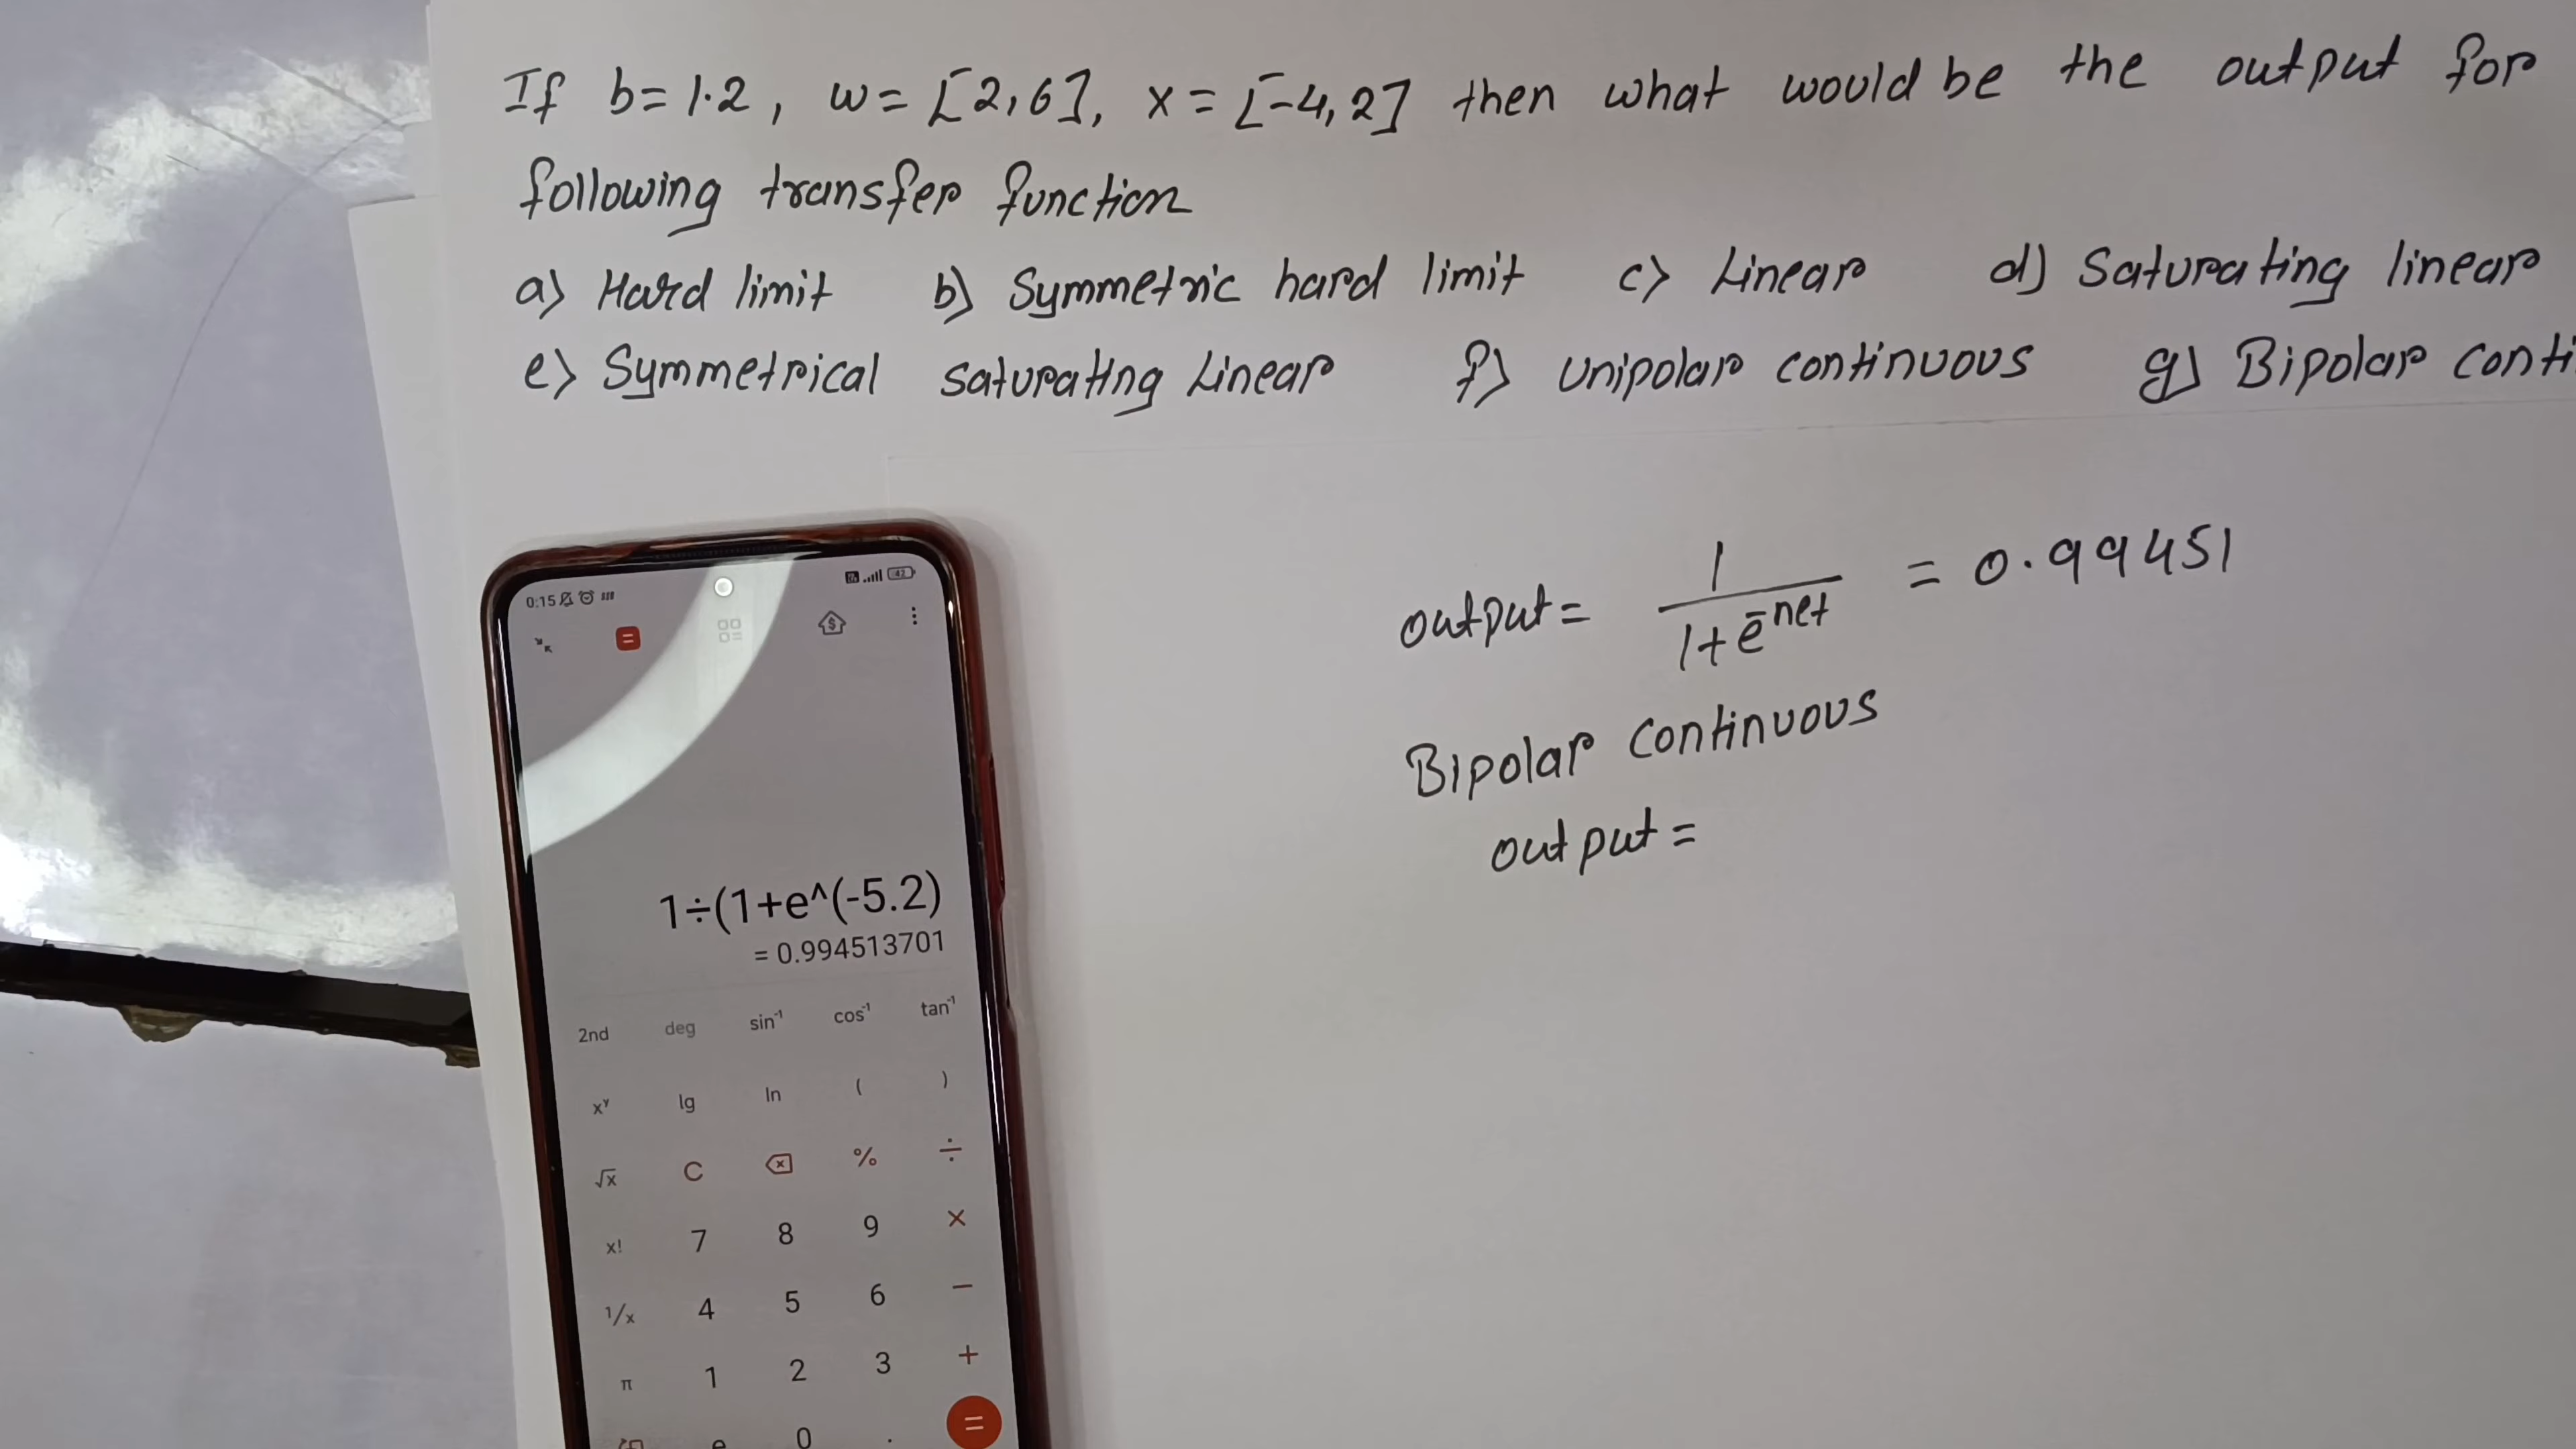 If b=1.2, w=[2,6], x=[-4,2] then what would be the output for
following transfer function
a) Hard limit b) Symmetric hard limit c) Linear d) Saturating linear
e) Symmetrical saturating Linear f) unipolar continuous g) Bipolar conti
output = 1/(1+e^-net) = 0.99451
Bipolar continuous
output =
0:15 42
1÷(1+e^(-5.2)
= 0.994513701
2nd deg sin⁻¹ cos⁻¹ tan⁻¹
xʸ lg ln ( )
√x C % ÷
x! 7 8 9 ×
1/x 4 5 6 −
π 1 2 3 +
e 0 . =